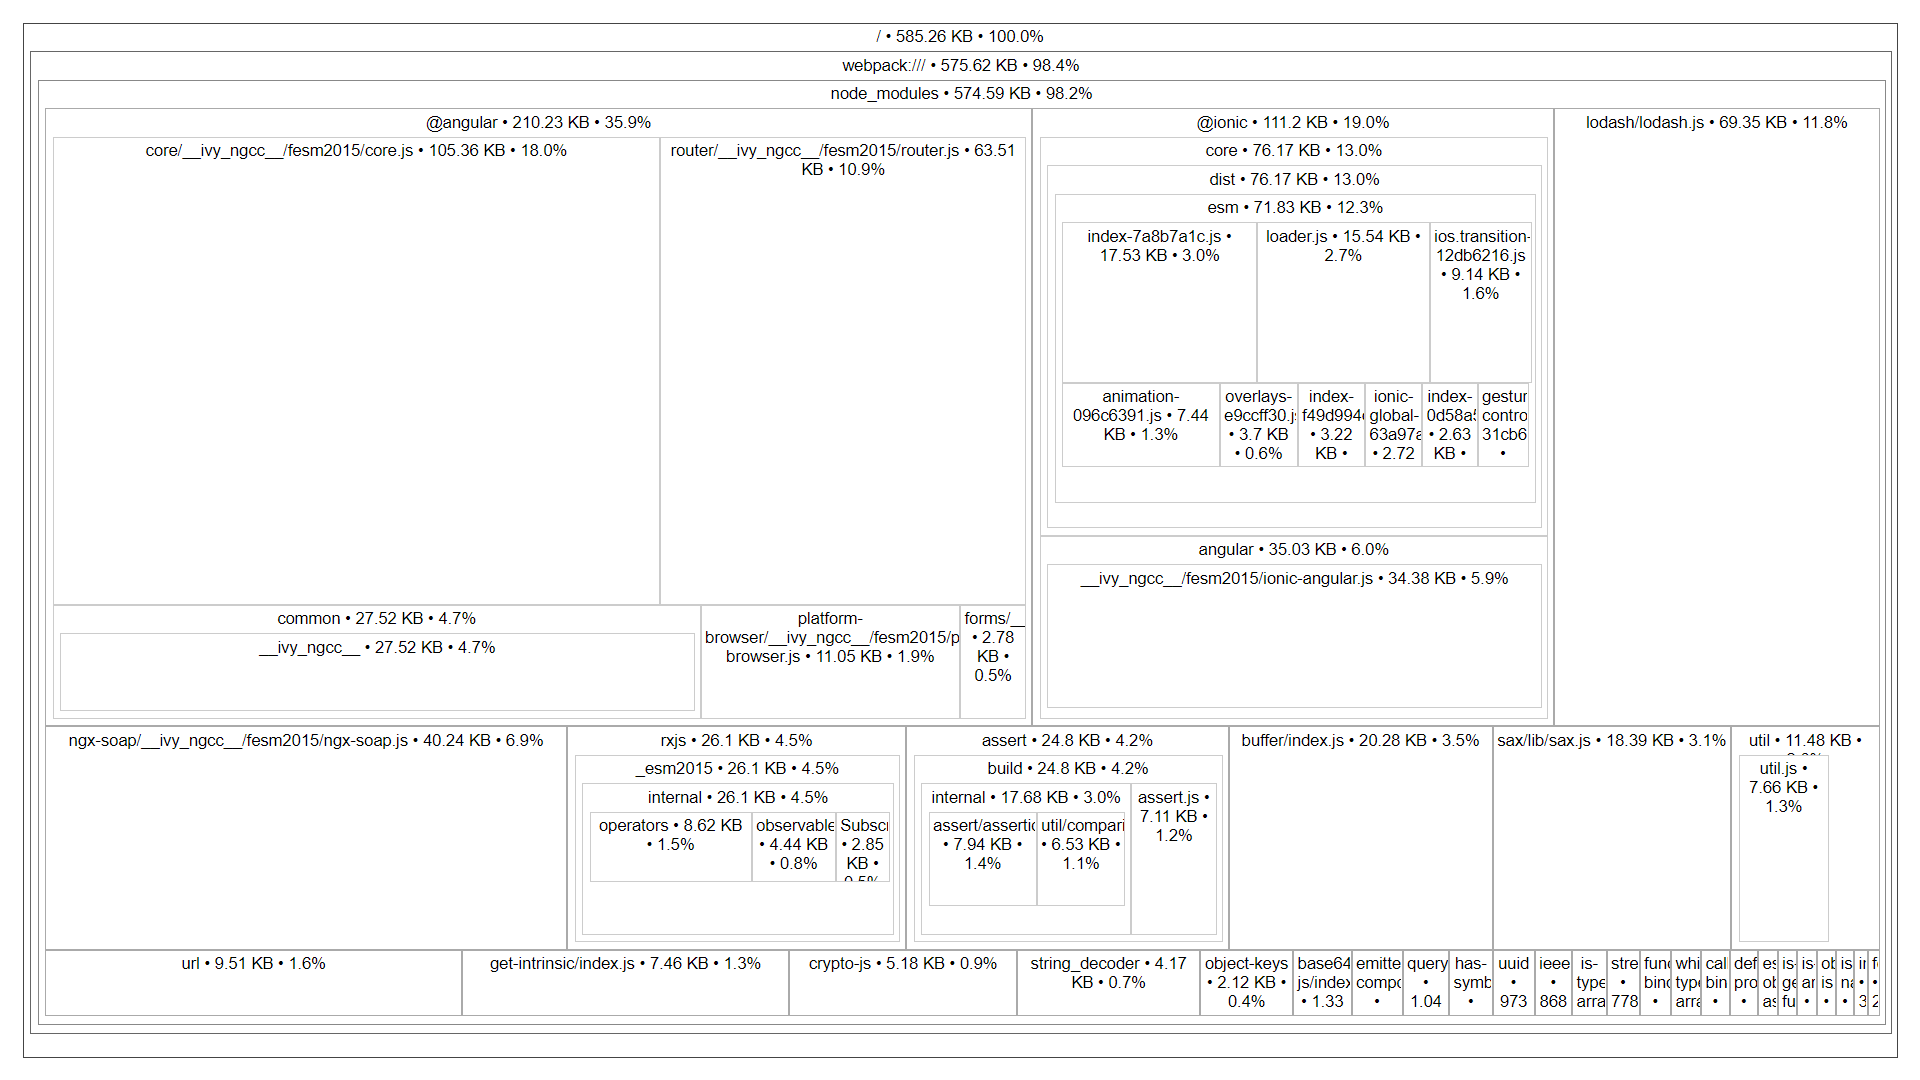 / • 585.26 KB • 100.0%
webpack:/// • 575.62 KB • 98.4%
node_modules • 574.59 KB • 98.2%
@angular • 210.23 KB • 35.9%
core/__ivy_ngcc__/fesm2015/core.js • 105.36 KB • 18.0%
router/__ivy_ngcc__/fesm2015/router.js • 63.51
KB • 10.9%
common • 27.52 KB • 4.7%
__ivy_ngcc__ • 27.52 KB • 4.7%
platform-
browser/__ivy_ngcc__/fesm2015/p
browser.js • 11.05 KB • 1.9%
forms/__
• 2.78
KB •
0.5%
@ionic • 111.2 KB • 19.0%
core • 76.17 KB • 13.0%
dist • 76.17 KB • 13.0%
esm • 71.83 KB • 12.3%
index-7a8b7a1c.js •
17.53 KB • 3.0%
loader.js • 15.54 KB •
2.7%
ios.transition-
12db6216.js
• 9.14 KB •
1.6%
animation-
096c6391.js • 7.44
KB • 1.3%
overlays-
e9ccff30.js
• 3.7 KB
• 0.6%
index-
f49d994
• 3.22
KB •
ionic-
global-
63a97a
• 2.72
index-
0d58a5
• 2.63
KB •
gestur
contro
31cb6
•
angular • 35.03 KB • 6.0%
__ivy_ngcc__/fesm2015/ionic-angular.js • 34.38 KB • 5.9%
lodash/lodash.js • 69.35 KB • 11.8%
ngx-soap/__ivy_ngcc__/fesm2015/ngx-soap.js • 40.24 KB • 6.9%
rxjs • 26.1 KB • 4.5%
_esm2015 • 26.1 KB • 4.5%
internal • 26.1 KB • 4.5%
operators • 8.62 KB
• 1.5%
observable
• 4.44 KB
• 0.8%
Subsc
• 2.85
KB •
0.5%
assert • 24.8 KB • 4.2%
build • 24.8 KB • 4.2%
internal • 17.68 KB • 3.0%
assert/asserti
• 7.94 KB •
1.4%
util/compari
• 6.53 KB •
1.1%
assert.js •
7.11 KB •
1.2%
buffer/index.js • 20.28 KB • 3.5%
sax/lib/sax.js • 18.39 KB • 3.1%
util • 11.48 KB •
util.js •
7.66 KB •
1.3%
url • 9.51 KB • 1.6%
get-intrinsic/index.js • 7.46 KB • 1.3%
crypto-js • 5.18 KB • 0.9%
string_decoder • 4.17
KB • 0.7%
object-keys
• 2.12 KB •
0.4%
base64
js/index
• 1.33
emitte
compo
•
query
•
1.04
has-
symb
•
uuid
•
973
ieee
•
868
is-
type
arra
stre
•
778
func
bind
•
whi
type
arra
call
bin
•
def
pro
•
es
ob
as
is-
ge
fu
is-
ar
•
ob
is
•
is
na
•
•
3
•
2